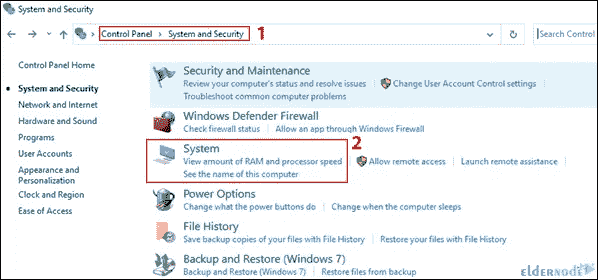 System and Security
Control Panel > System and Security 1
Search Control
Control Panel Home
System and Security
Network and Internet
Hardware and Sound
Programs
User Accounts
Appearance and
Personalization
Clock and Region
Ease of Access
Security and Maintenance
Review your computer's status and resolve issues Change User Account Control settings
Troubleshoot common computer problems
Windows Defender Firewall
Check firewall status Allow an app through Windows Firewall
System 2
View amount of RAM and processor speed Allow remote access Launch remote assistance
See the name of this computer
Power Options
Change what the power buttons do Change when the computer sleeps
File History
Save backup copies of your files with File History Restore your files with File History
Backup and Restore (Windows 7)
Backup and Restore (Windows 7) Restore files from backup
ELDERNODE